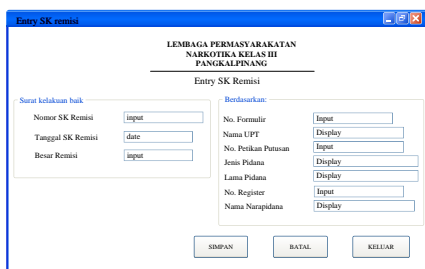 Entry SK remisi
LEMBAGA PERMASYARAKATAN
NARKOTIKA KELAS III
PANGKALPINANG
Entry SK Remisi
Surat kelakuan baik
Nomor SK Remisi input
Tanggal SK Remisi date
Besar Remisi input
Berdasarkan:
No. Formulir Input
Nama UPT Display
No. Petikan Putusan Input
Jenis Pidana Display
Lama Pidana Display
No. Register Input
Nama Narapidana Display
SIMPAN BATAL KELUAR